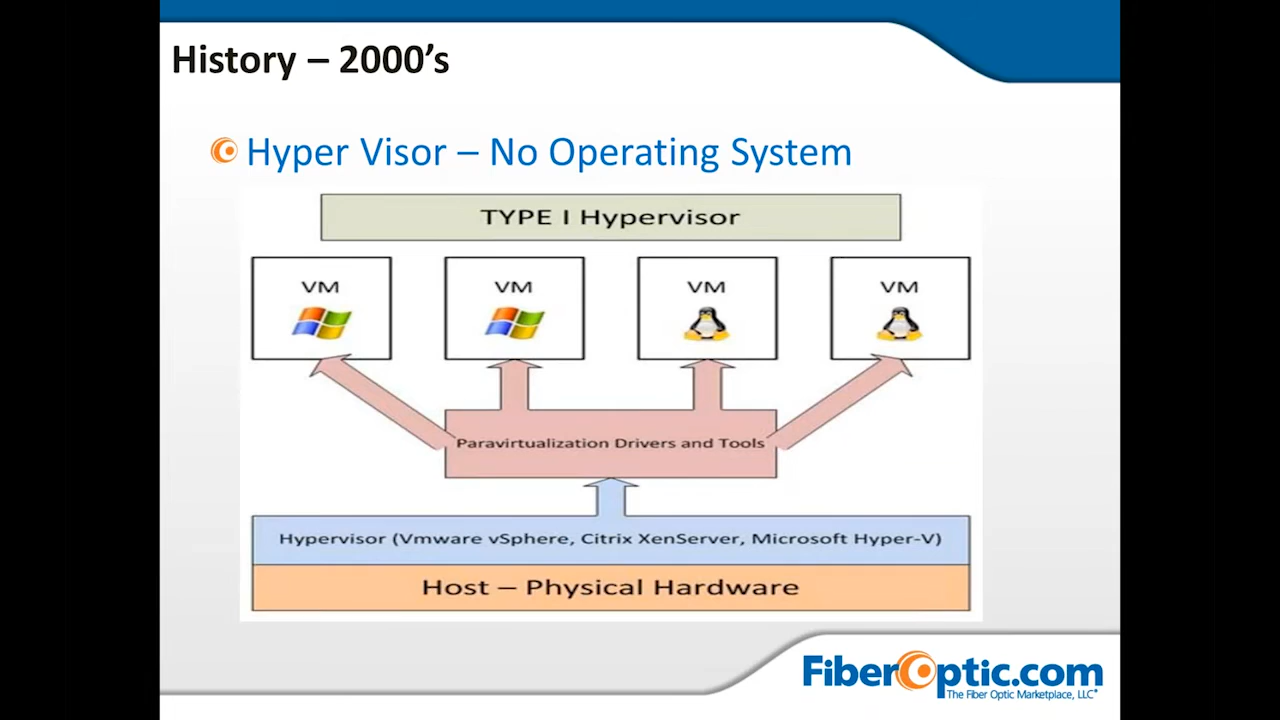 History – 2000’s
Hyper Visor – No Operating System
TYPE I Hypervisor
VM
VM
VM
VM
Paravirtualization Drivers and Tools
Hypervisor (Vmware vSphere, Citrix XenServer, Microsoft Hyper-V)
Host – Physical Hardware
FiberOptic.com
The Fiber Optic Marketplace, LLC®